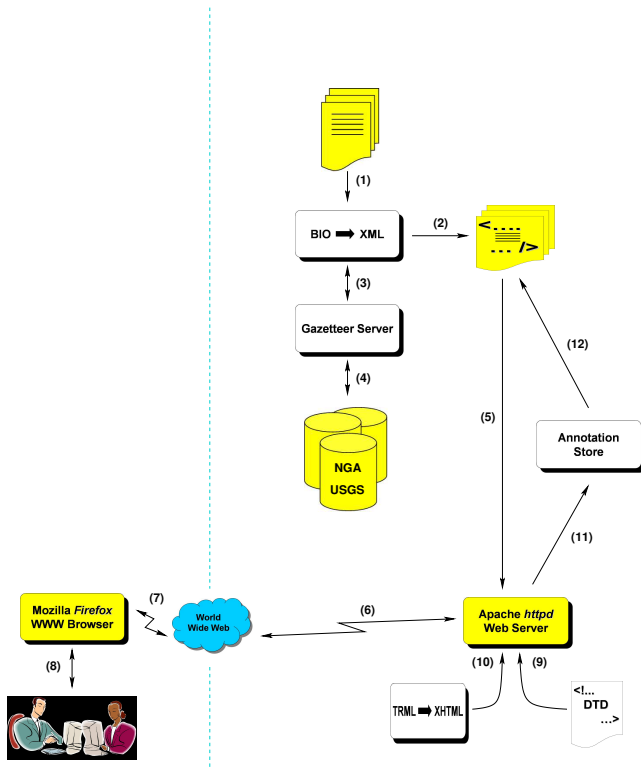 (1)
BIO ➡ XML
(2)
<....
.... />
(3)
Gazetteer Server
(12)
(4)
(5)
NGA
USGS
Annotation
Store
(11)
(7)
(6)
Mozilla Firefox
WWW Browser
World
Wide Web
Apache httpd
Web Server
(8)
(10)
(9)
TRML ➡ XHTML
<!...
DTD
...>